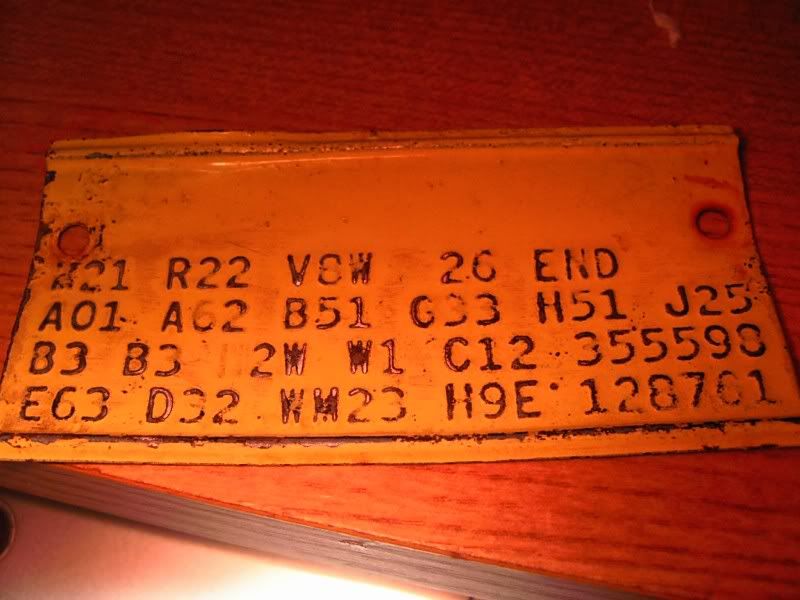 M21 R22 V8W 26 END
A01 A62 B51 G33 H51 J25
B3 B3 W1 C12 355598
E63 D32 WM23 H9E 128761